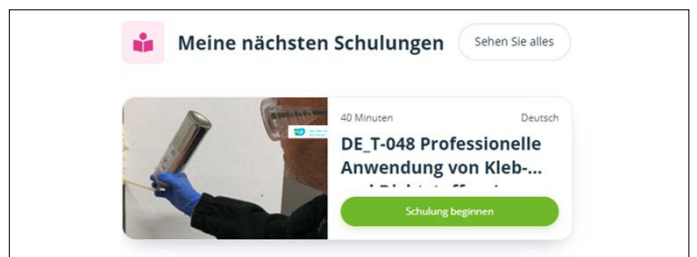 Meine nächsten Schulungen
Sehen Sie alles
40 Minuten
Deutsch
DE_T-048 Professionelle
Anwendung von Kleb-...
Schulung beginnen